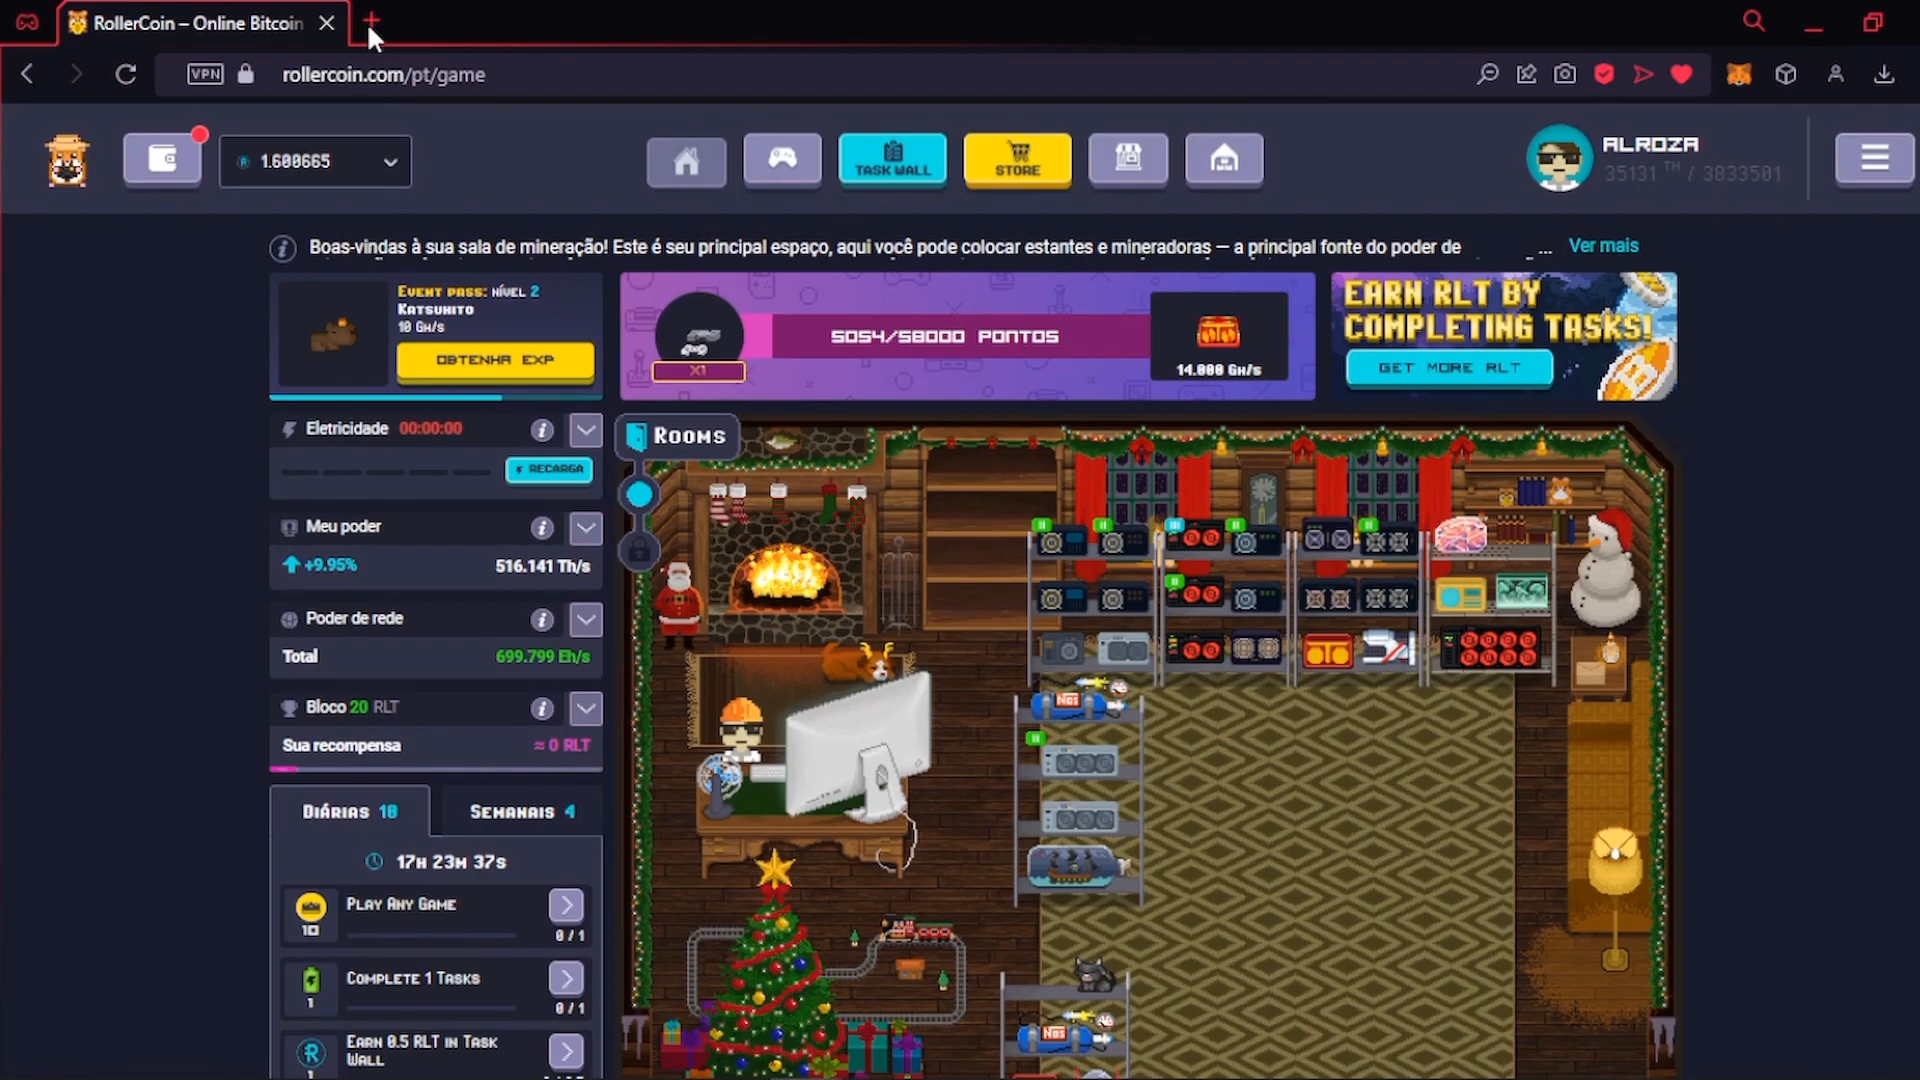 RollerCoin – Online Bitcoin
VPN
rollercoin.com/pt/game
1.600665
TASK WALL
STORE
ALROZA
35131 TH / 3833501
Boas-vindas à sua sala de mineração! Este é seu principal espaço, aqui você pode colocar estantes e mineradoras — a principal fonte do poder de ... Ver mais
EVENT PASS: NÍVEL 2
KATSUHITO
10 GH/S
OBTENHA EXP
X1
5054/58000 PONTOS
14.000 GH/S
EARN RLT BY
COMPLETING TASKS!
GET MORE RLT
Eletricidade 00:00:00
RECARGA
Meu poder
+9.95%
516.141 Th/s
Poder de rede
Total
699.799 Eh/s
Bloco 20 RLT
Sua recompensa
≈ 0 RLT
ROOMS
DIÁRIAS 10
SEMANAIS 4
17H 23M 37S
PLAY ANY GAME
10
0/1
COMPLETE 1 TASKS
1
0/1
EARN 0.5 RLT IN TASK
WALL
1
NOS
NOS